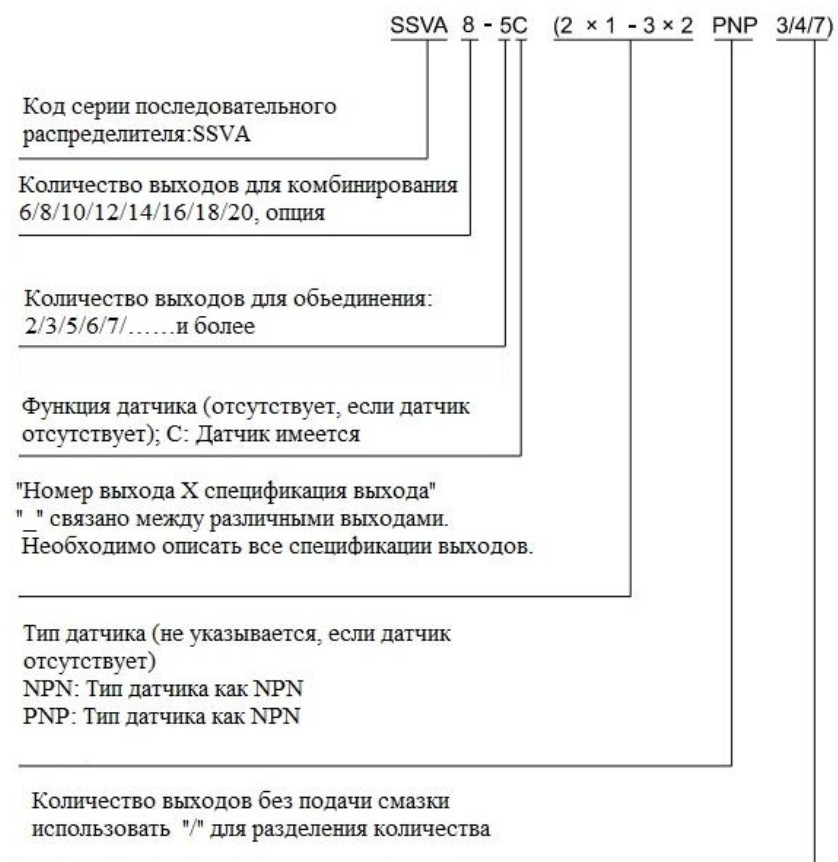 SSVA 8 - 5C (2 × 1 - 3 × 2 PNP 3/4/7)
Код серии последовательного
распределителя:SSVA
Количество выходов для комбинирования
6/8/10/12/14/16/18/20, опция
Количество выходов для обьединения:
2/3/5/6/7/……и более
Функция датчика (отсутствует, если датчик
отсутствует); С: Датчик имеется
"Номер выхода X спецификация выхода"
"_" связано между различными выходами.
Необходимо описать все спецификации выходов.
Тип датчика (не указывается, если датчик
отсутствует)
NPN: Тип датчика как NPN
PNP: Тип датчика как NPN
Количество выходов без подачи смазки
использовать "/" для разделения количества